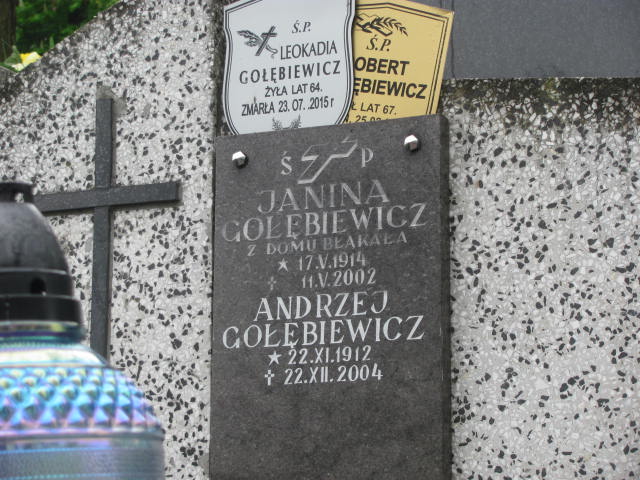 Ś.P.
LEOKADIA
GOŁĘBIEWICZ
ŻYŁA LAT 64.
ZMARŁA 23.07..2015 r
Ś.P.
OBERT
ĘBIEWICZ
Ł LAT 67.
Ś P
JANINA
GOŁĘBIEWICZ
Z DOMU BŁAKAŁA
17.V.1914
11.V.2002
ANDRZEJ
GOŁĘBIEWICZ
22.XI.1912
22.XII.2004